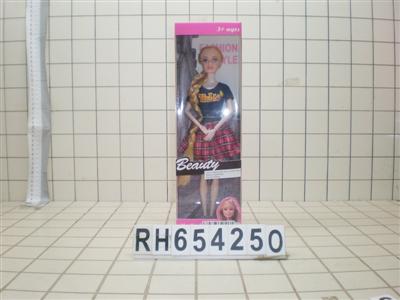 3+ ages
FASHION
STYLE
Beauty
RH654250